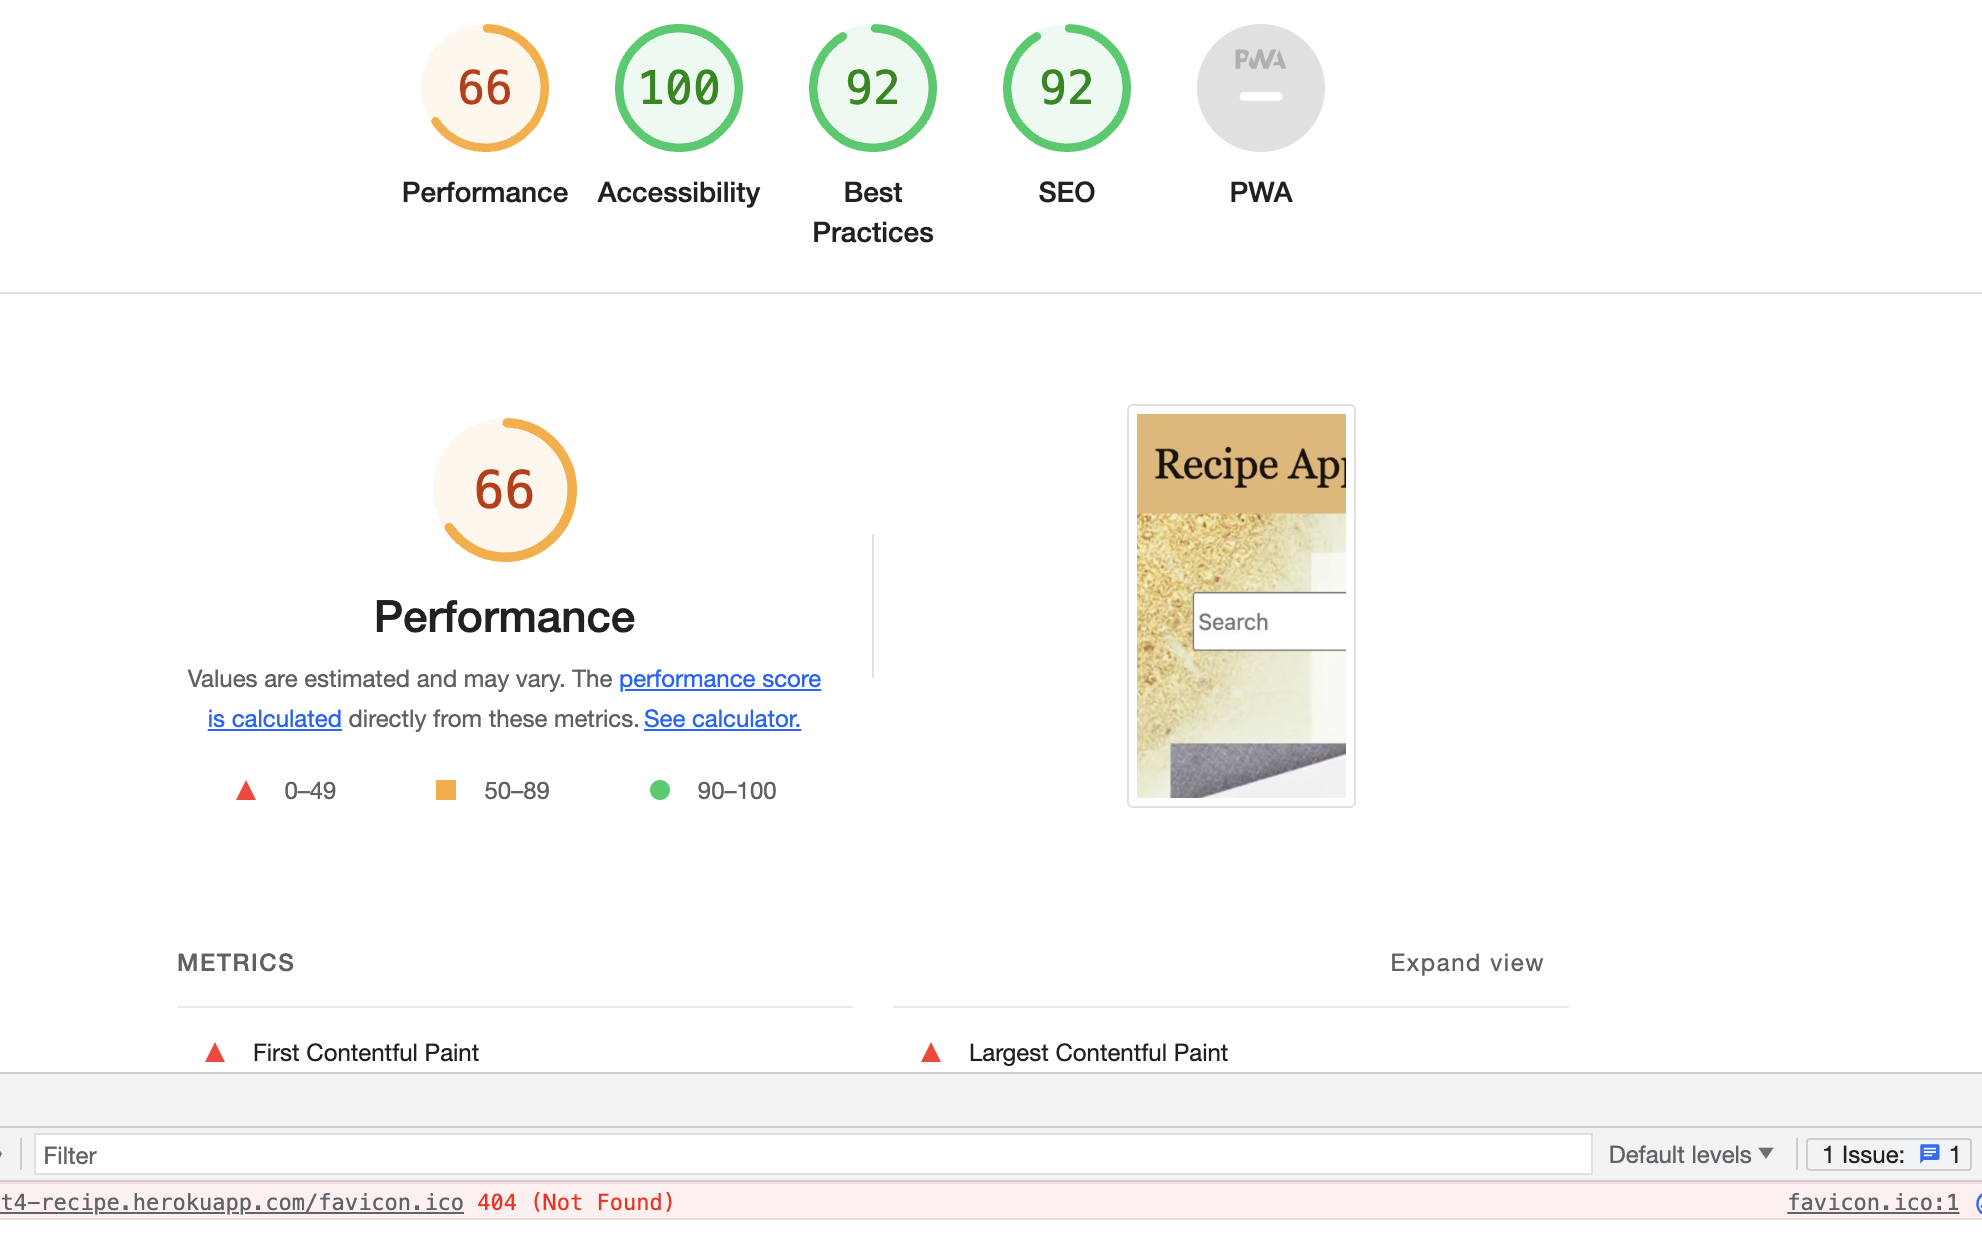 66
100
92
92
PWA
Performance
Accessibility
Best
Practices
SEO
PWA
66
Performance
Values are estimated and may vary. The performance score
is calculated directly from these metrics. See calculator.
0–49
50–89
90–100
Recipe App
Search
METRICS
Expand view
First Contentful Paint
Largest Contentful Paint
Filter
Default levels
1 Issue: 1
t4-recipe.herokuapp.com/favicon.ico 404 (Not Found)
favicon.ico:1